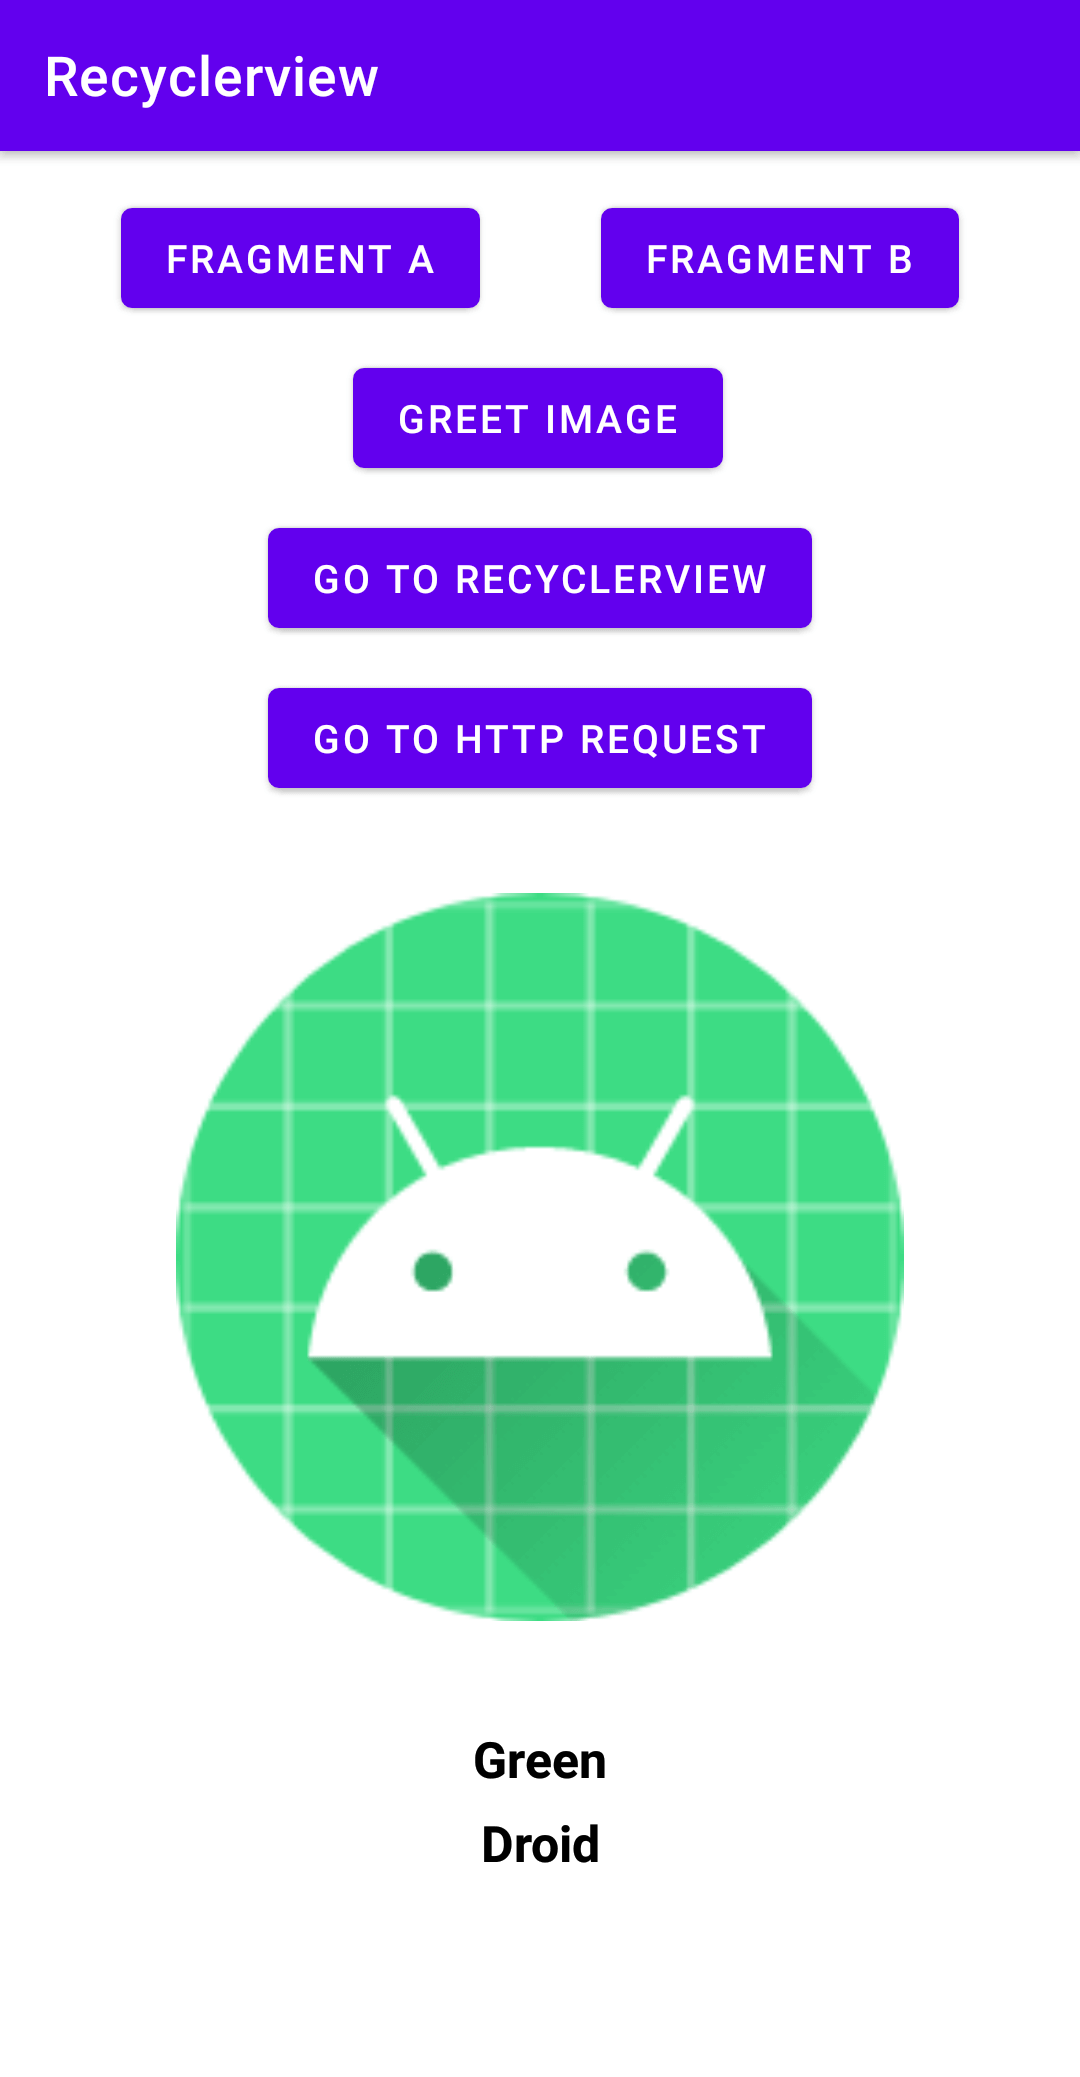 Recyclerview
FRAGMENT A
FRAGMENT B
GREET IMAGE
GO TO RECYCLERVIEW
GO TO HTTP REQUEST
Green
Droid